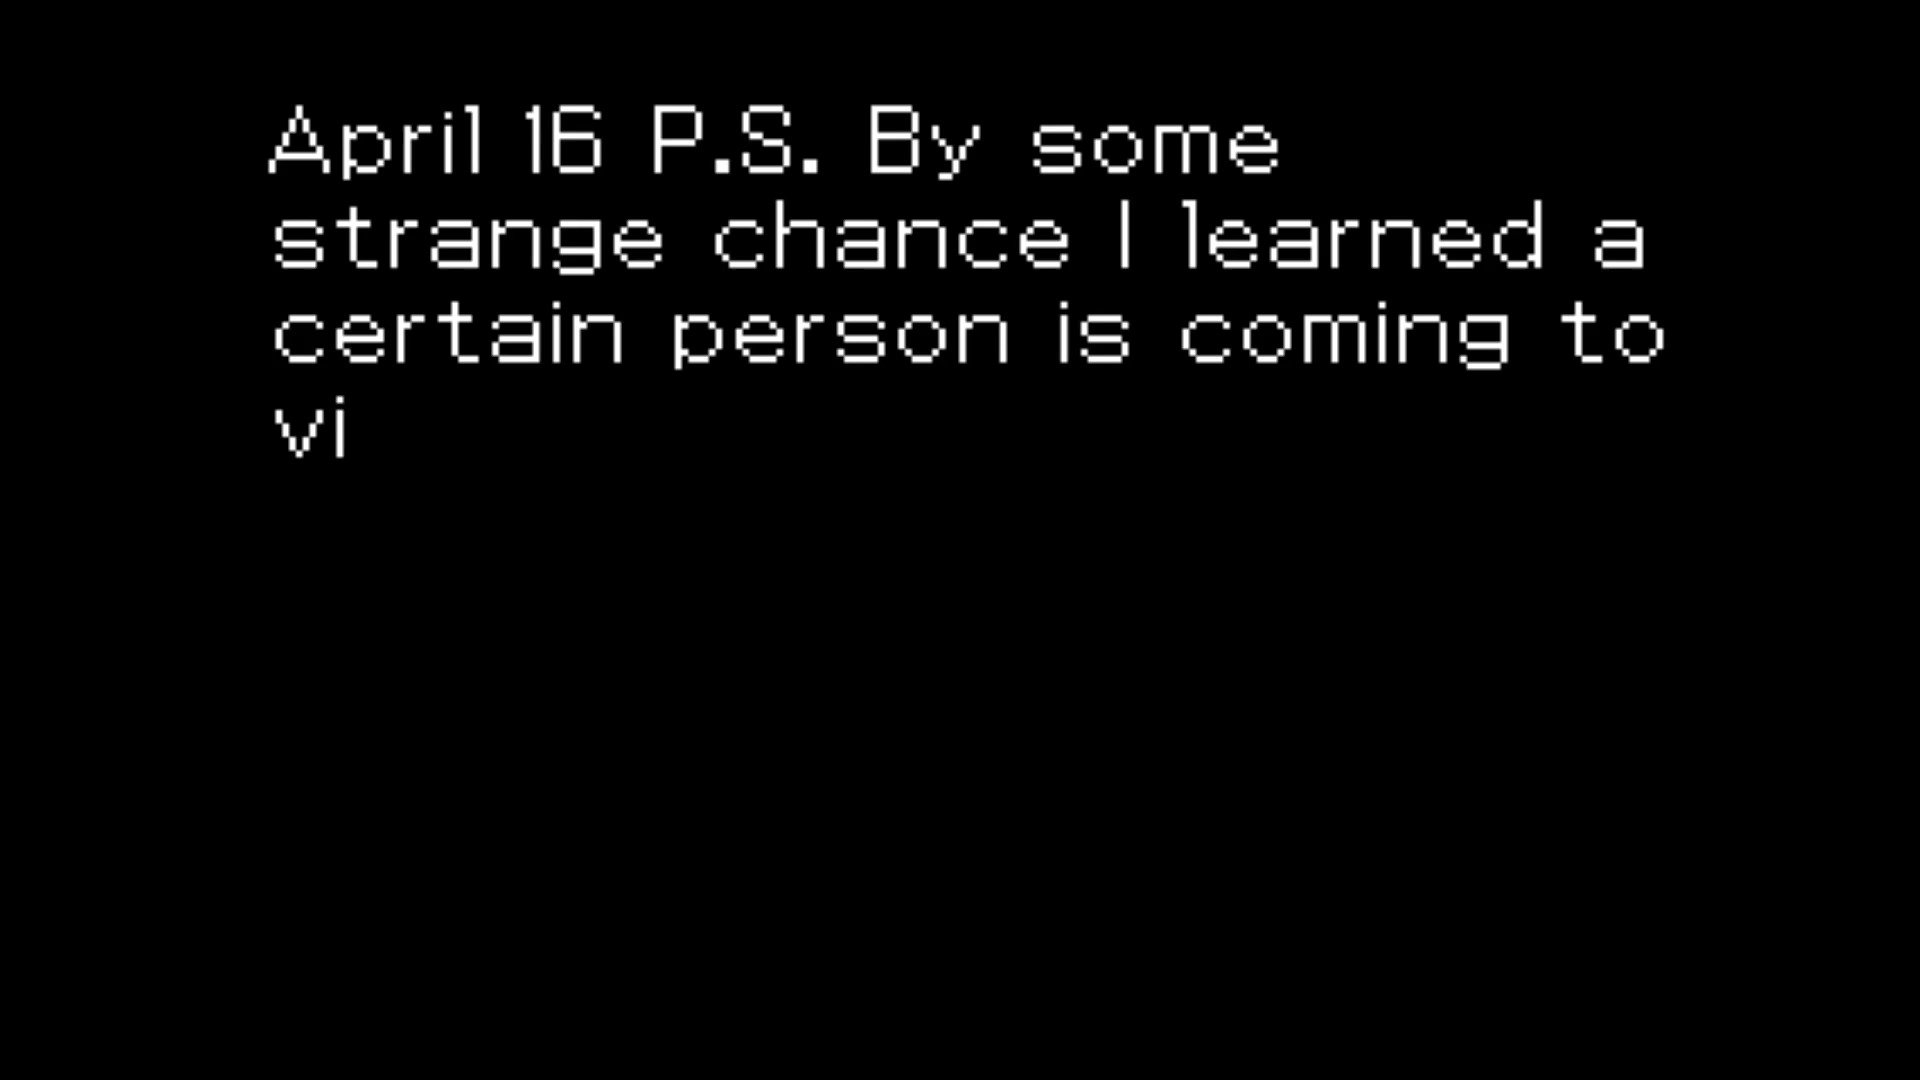 April 16 P.S. By some
strange chance I learned a
certain person is coming to
vi